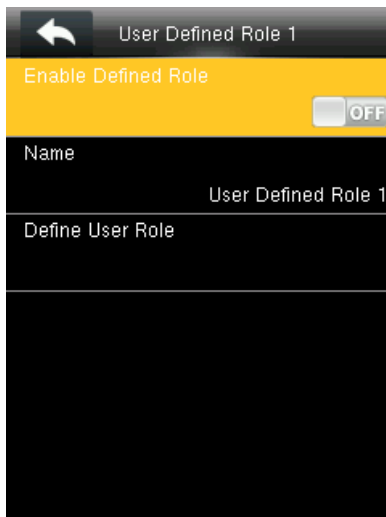 User Defined Role 1
Enable Defined Role
OFF
Name
User Defined Role 1
Define User Role